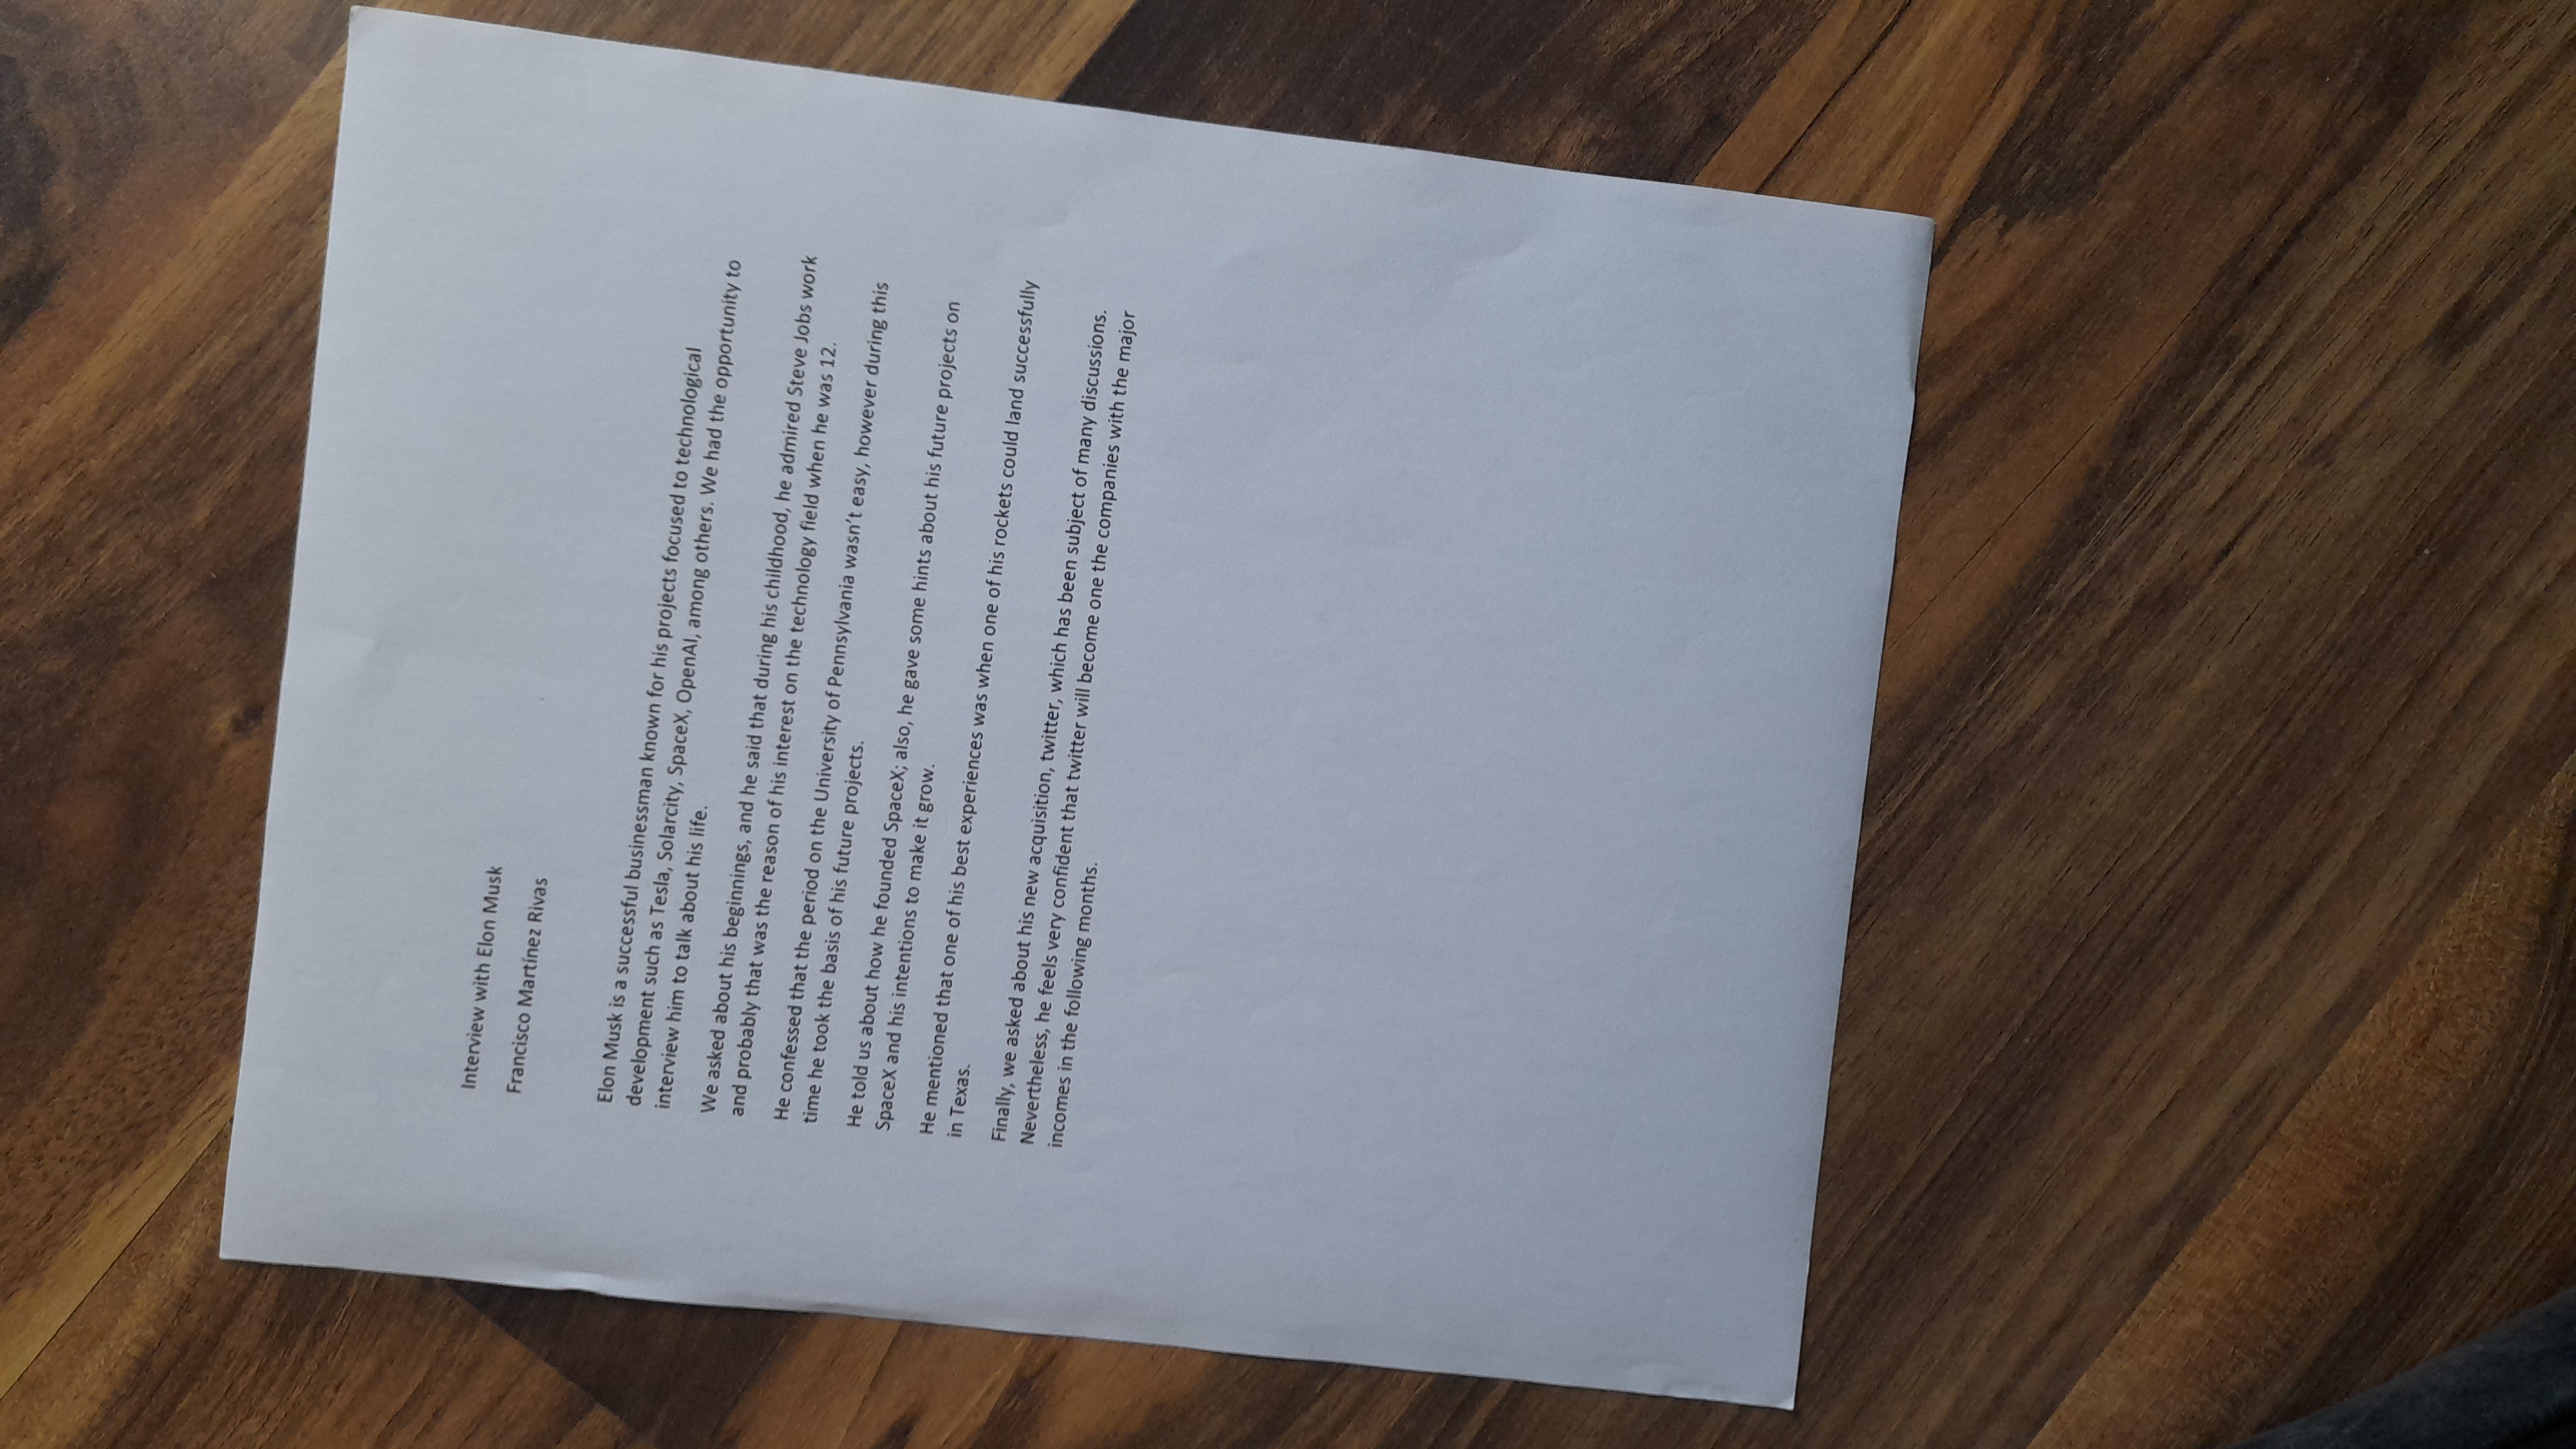 Interview with Elon Musk
Francisco Martínez Rivas
Elon Musk is a successful businessman known for his projects focused to technological
development such as Tesla, Solarcity, SpaceX, OpenAI, among others. We had the opportunity to
interview him to talk about his life.
We asked about his beginnings, and he said that during his childhood, he admired Steve Jobs work
and probably that was the reason of his interest on the technology field when he was 12.
He confessed that the period on the University of Pennsylvania wasn’t easy, however during this
time he took the basis of his future projects.
He told us about how he founded SpaceX; also, he gave some hints about his future projects on
SpaceX and his intentions to make it grow.
He mentioned that one of his best experiences was when one of his rockets could land successfully
in Texas.
Finally, we asked about his new acquisition, twitter, which has been subject of many discussions.
Nevertheless, he feels very confident that twitter will become one the companies with the major
incomes in the following months.